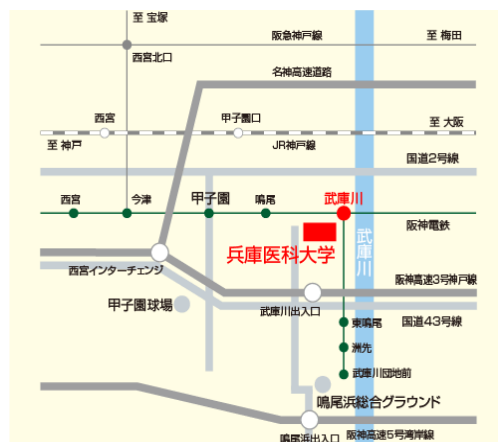 至 宝塚
阪急神戸線
至 梅田
西宮北口
名神高速道路
西宮
甲子園口
至 大阪
至 神戸
JR神戸線
国道2号線
西宮
今津
甲子園
鳴尾
武庫川
阪神電鉄
武庫川
兵庫医科大学
西宮インターチェンジ
阪神高速3号神戸線
甲子園球場
武庫川出入口
国道43号線
東鳴尾
洲先
武庫川団地前
鳴尾浜総合グラウンド
鳴尾浜出入口
阪神高速5号湾岸線